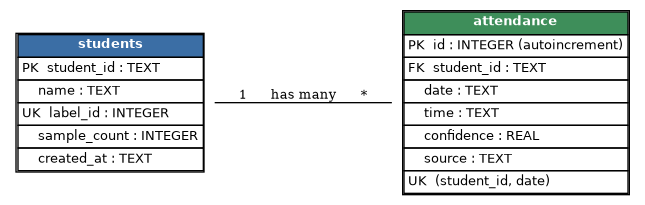 students
PK student_id : TEXT
name : TEXT
UK label_id : INTEGER
sample_count : INTEGER
created_at : TEXT
1 has many *
attendance
PK id : INTEGER (autoincrement)
FK student_id : TEXT
date : TEXT
time : TEXT
confidence : REAL
source : TEXT
UK (student_id, date)